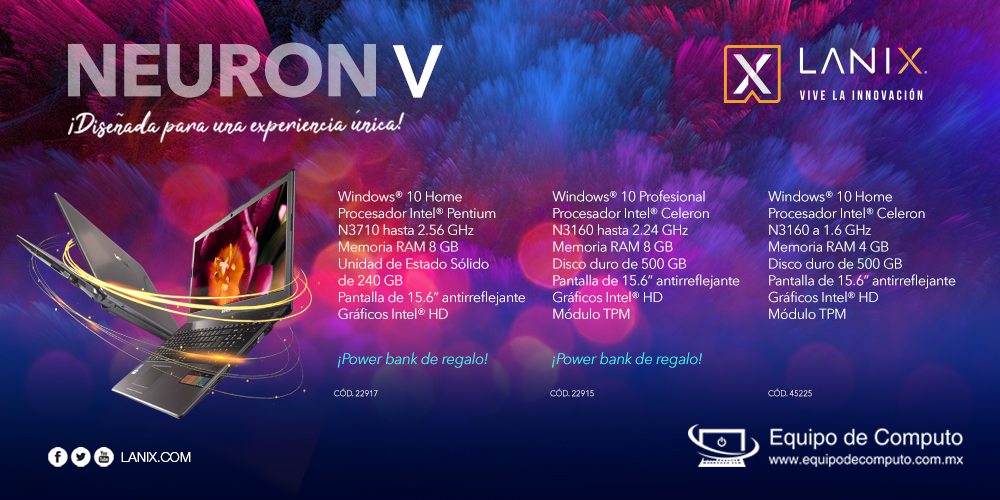 NEURON V
¡Diseñada para una experiencia única!
X LANIX.
VIVE LA INNOVACIÓN
Windows® 10 Home
Procesador Intel® Pentium
N3710 hasta 2.56 GHz
Memoria RAM 8 GB
Unidad de Estado Sólido
de 240 GB
Pantalla de 15.6” antirreflejante
Gráficos Intel® HD
¡Power bank de regalo!
CÓD. 22917
Windows® 10 Profesional
Procesador Intel® Celeron
N3160 hasta 2.24 GHz
Memoria RAM 8 GB
Disco duro de 500 GB
Pantalla de 15.6” antirreflejante
Gráficos Intel® HD
Módulo TPM
¡Power bank de regalo!
CÓD. 22915
Windows® 10 Home
Procesador Intel® Celeron
N3160 a 1.6 GHz
Memoria RAM 4 GB
Disco duro de 500 GB
Pantalla de 15.6” antirreflejante
Gráficos Intel® HD
Módulo TPM
CÓD. 45225
f You Tube LANIX.COM
Equipo de Computo
www.equipodecomputo.com.mx